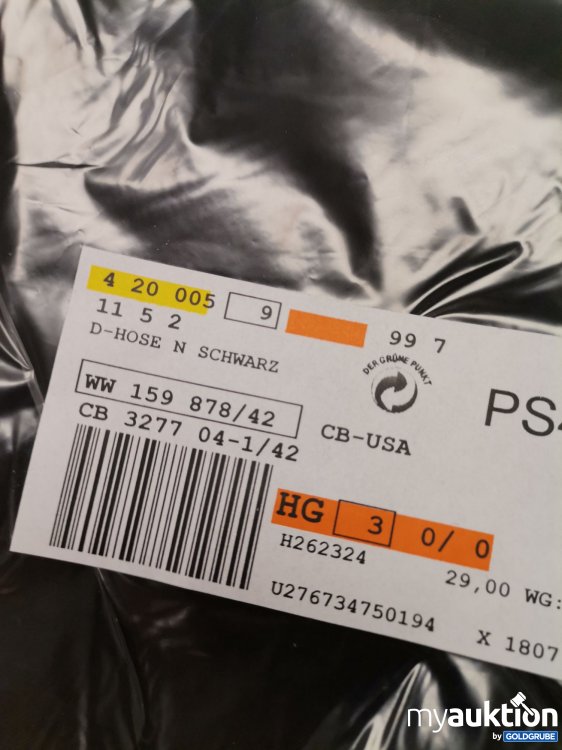 4 20 005 9 99 7
11 5 2
D-HOSE N SCHWARZ
DER GRÜNE PUNKT
WW 159 878/42
CB 3277 04-1/42
CB-USA
HG 3 0/ 0
H262324
29,00 WG:
U276734750194
X 1807
myauktion
by GOLDGRUBE